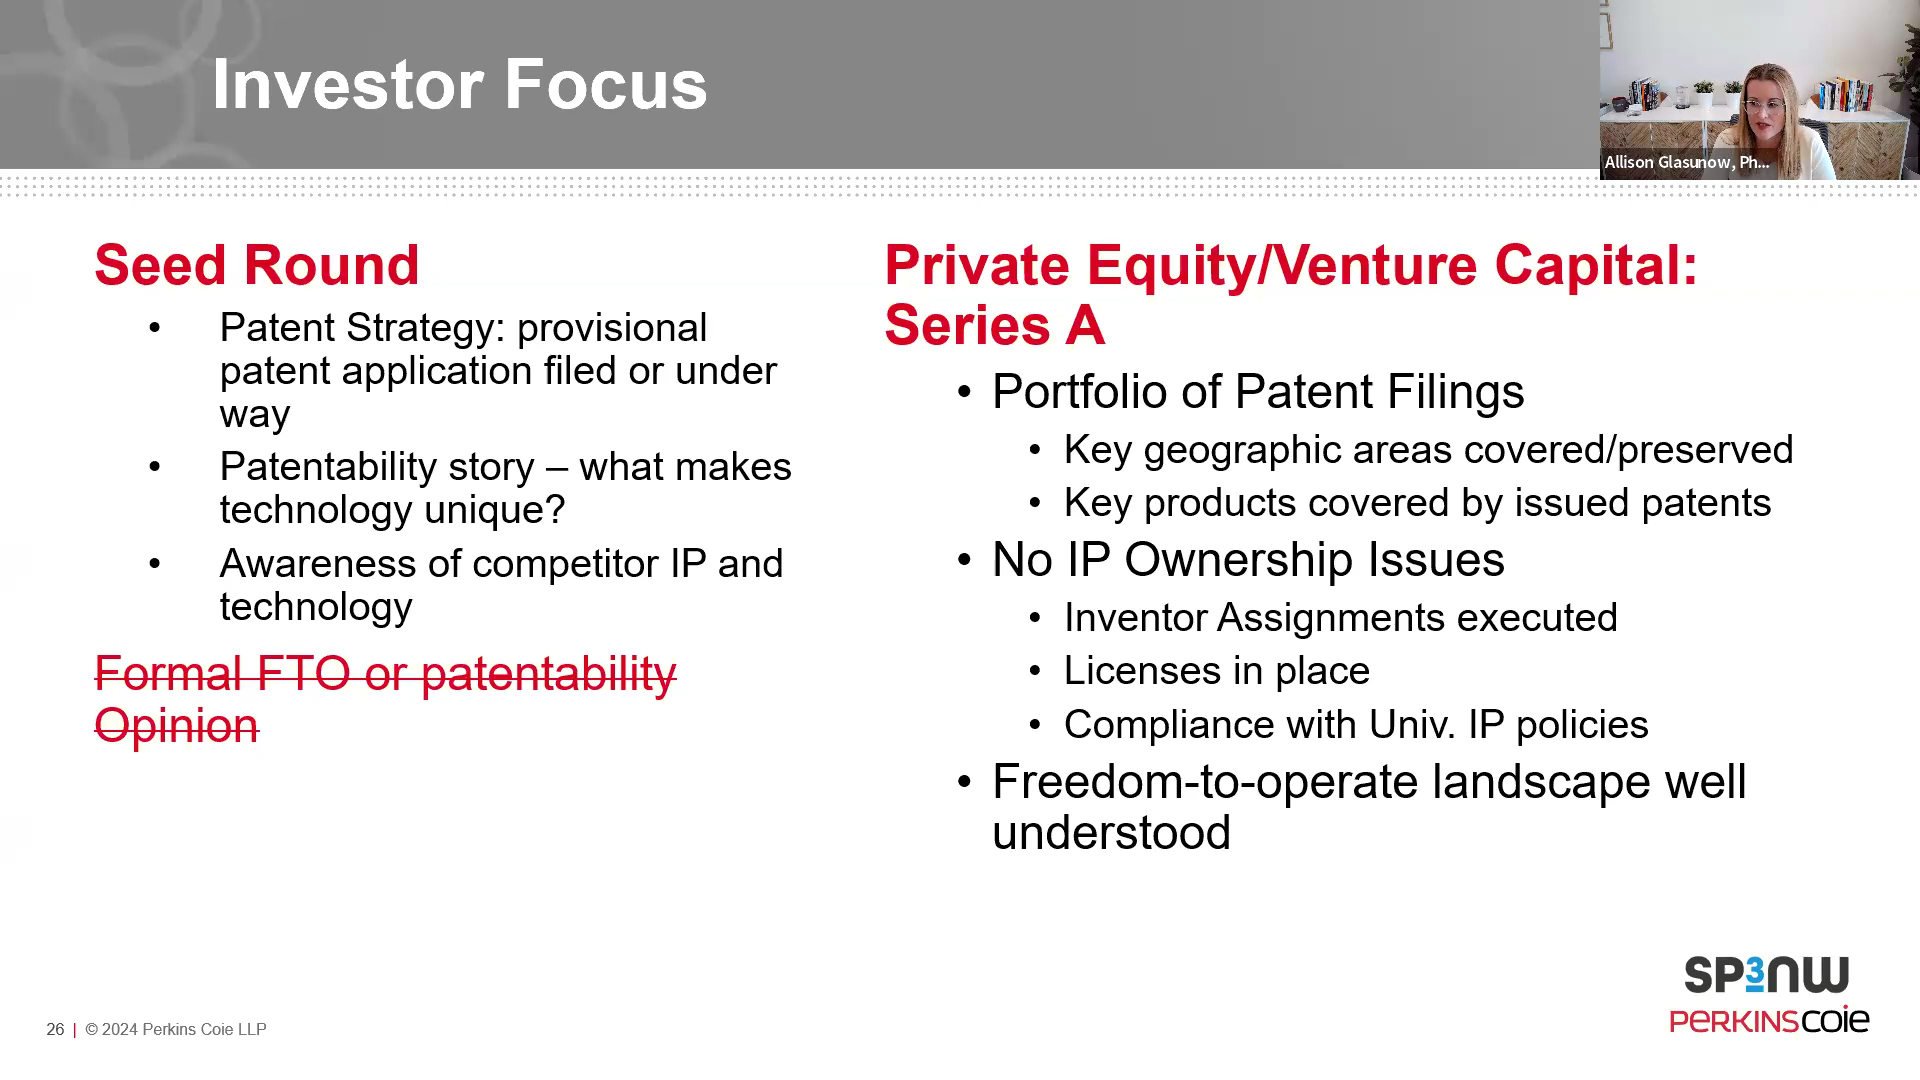 Investor Focus
Allison Glasunow, Ph...
Seed Round
• Patent Strategy: provisional
patent application filed or under
way
• Patentability story – what makes
technology unique?
• Awareness of competitor IP and
technology
Formal FTO or patentability
Opinion
Private Equity/Venture Capital:
Series A
• Portfolio of Patent Filings
• Key geographic areas covered/preserved
• Key products covered by issued patents
• No IP Ownership Issues
• Inventor Assignments executed
• Licenses in place
• Compliance with Univ. IP policies
• Freedom-to-operate landscape well
understood
SP3NW
PERKINSCOIE
26 | © 2024 Perkins Coie LLP